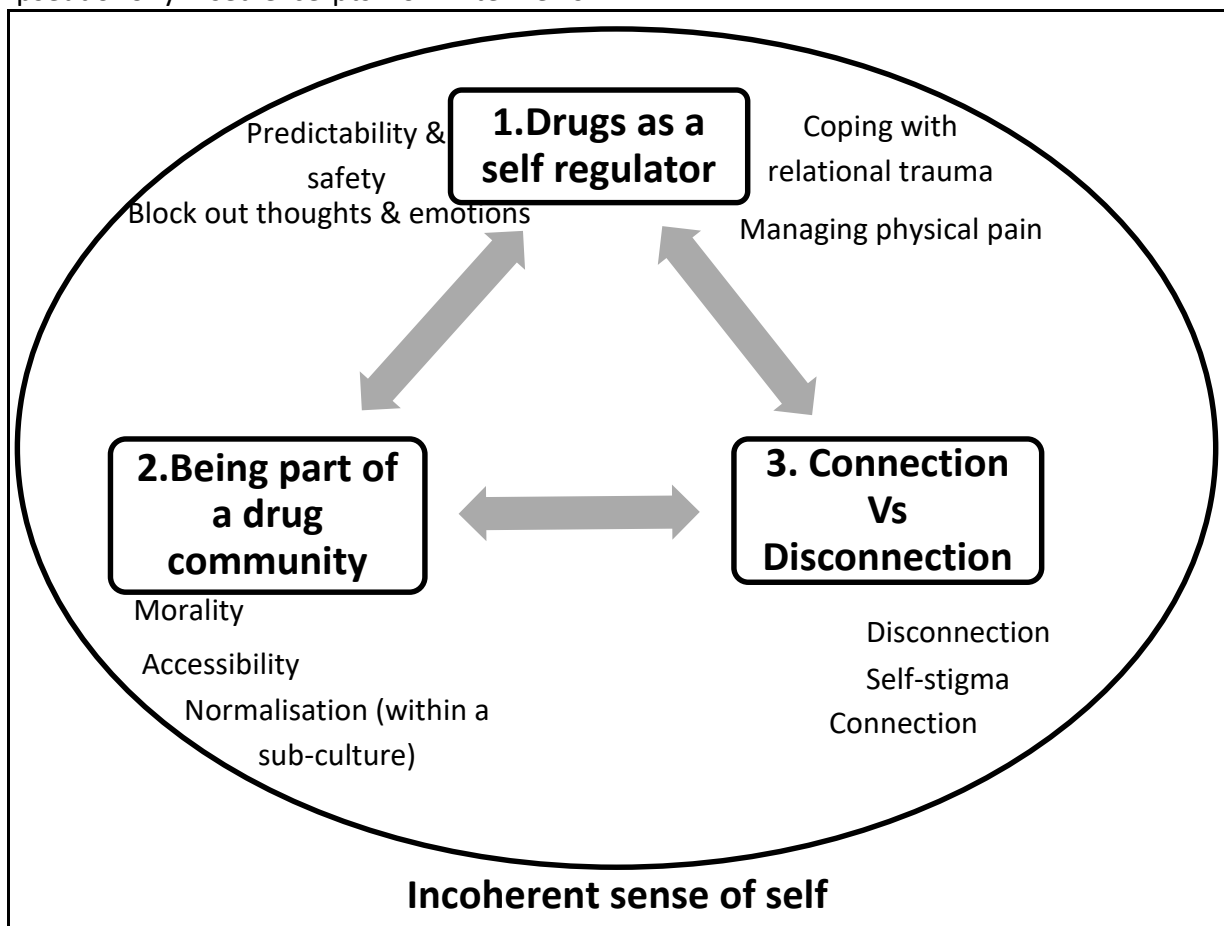 1.Drugs as a
self regulator
Predictability &
safety
Block out thoughts & emotions
Coping with
relational trauma
Managing physical pain
2.Being part of
a drug
community
Morality
Accessibility
Normalisation (within a
sub-culture)
3. Connection
Vs
Disconnection
Disconnection
Self-stigma
Connection
Incoherent sense of self